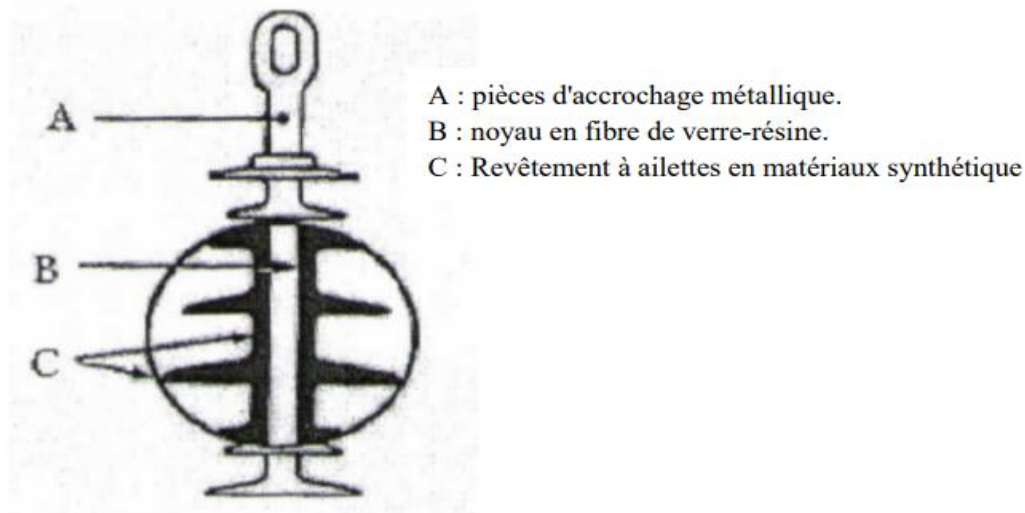 A
A : pièces d'accrochage métallique.
B : noyau en fibre de verre-résine.
C : Revêtement à ailettes en matériaux synthétique
B
C